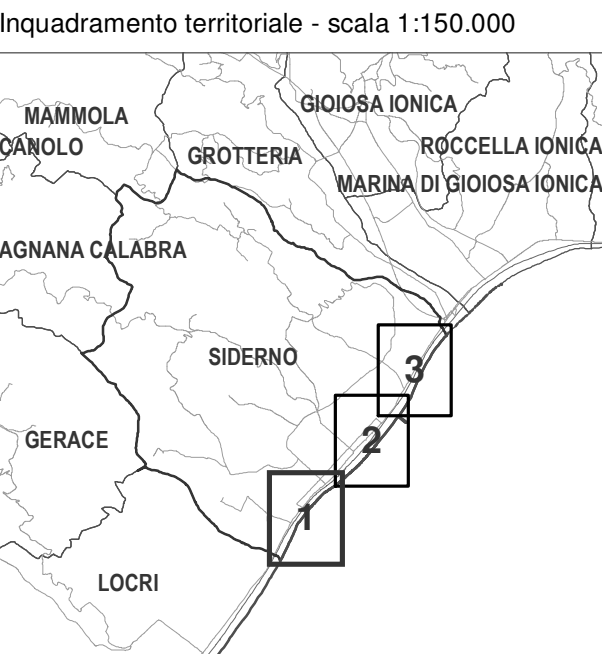 Inquadramento territoriale - scala 1:150.000
GIOIOSA IONICA
MAMMOLA
CANOLO
ROCCELLA IONICA
GROTTERIA
MARINA DI GIOIOSA IONICA
AGNANA CALABRA
SIDERNO
3
GERACE
2
1
LOCRI